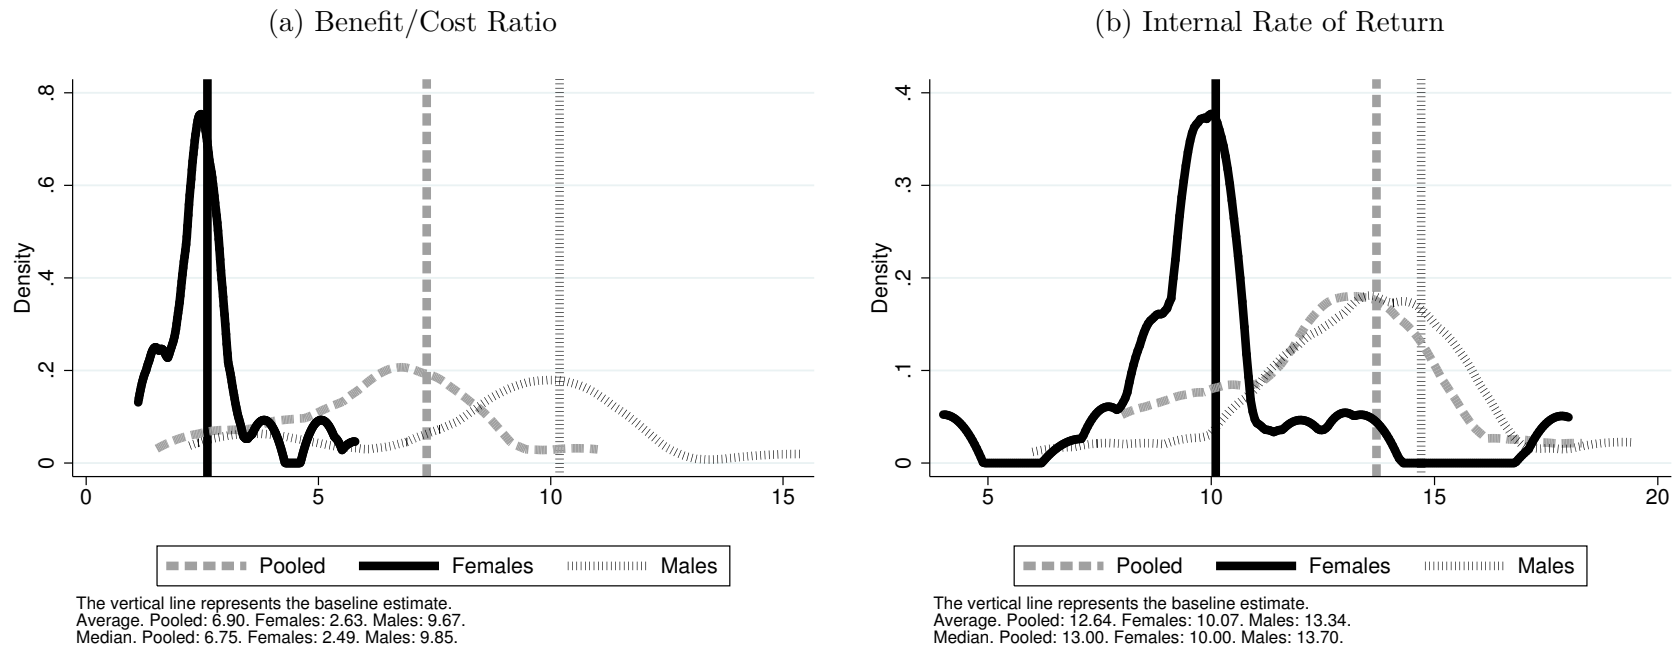 (a) Benefit/Cost Ratio
.8
.6
.4
.2
0
Density
0 5 10 15
Pooled Females Males
The vertical line represents the baseline estimate.
Average. Pooled: 6.90. Females: 2.63. Males: 9.67.
Median. Pooled: 6.75. Females: 2.49. Males: 9.85.
(b) Internal Rate of Return
.4
.3
.2
.1
0
Density
5 10 15 20
Pooled Females Males
The vertical line represents the baseline estimate.
Average. Pooled: 12.64. Females: 10.07. Males: 13.34.
Median. Pooled: 13.00. Females: 10.00. Males: 13.70.